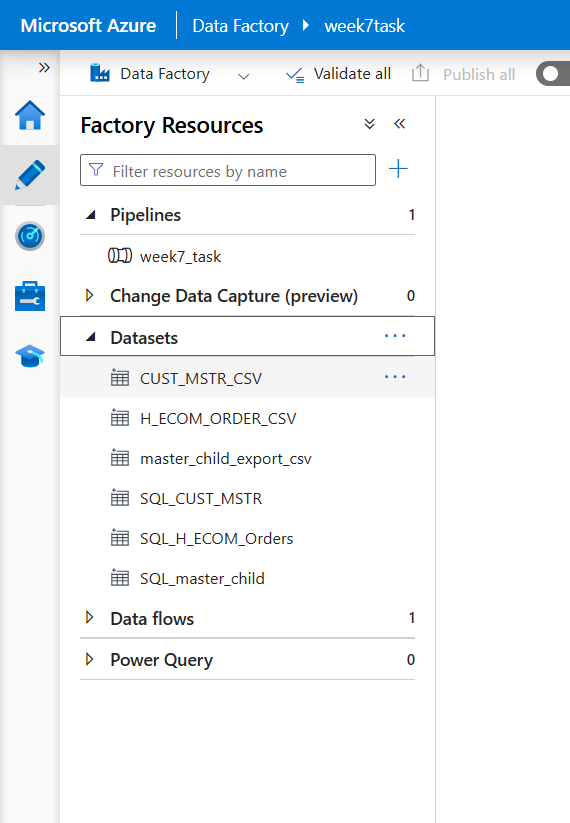 Microsoft Azure Data Factory week7task
Data Factory Validate all Publish all
Factory Resources
Filter resources by name
Pipelines 1
week7_task
Change Data Capture (preview) 0
Datasets
CUST_MSTR_CSV
H_ECOM_ORDER_CSV
master_child_export_csv
SQL_CUST_MSTR
SQL_H_ECOM_Orders
SQL_master_child
Data flows 1
Power Query 0